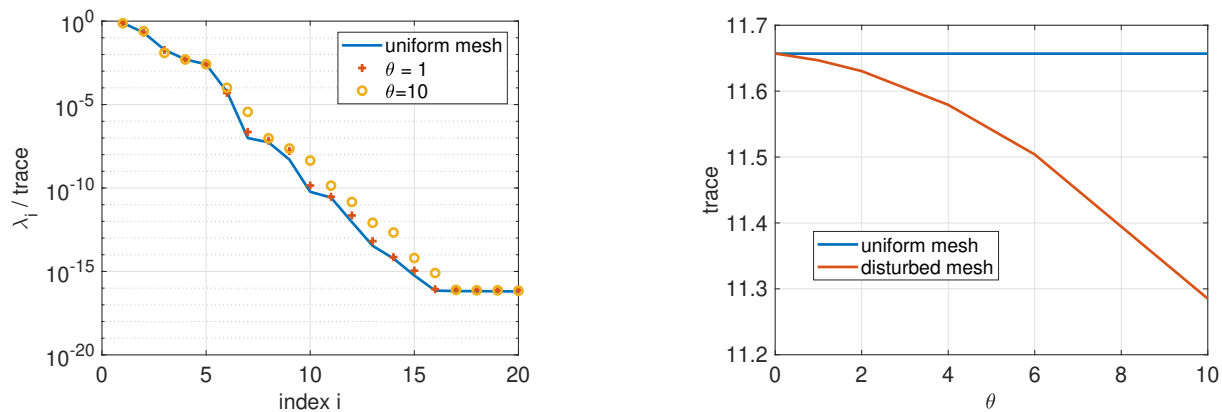 10^0
10^-5
10^-10
10^-15
10^-20
λ_i / trace
0
5
10
15
20
index i
uniform mesh
θ = 1
θ=10
11.7
11.6
11.5
11.4
11.3
11.2
trace
0
2
4
6
8
10
θ
uniform mesh
disturbed mesh